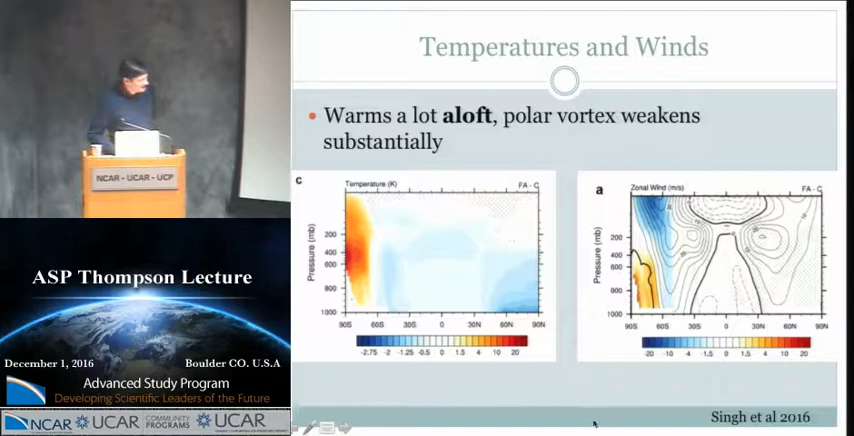 Temperatures and Winds
• Warms a lot aloft, polar vortex weakens
substantially
c
Temperature (K)
FA - C
Pressure (mb)
200
400
600
800
1000
90S 60S 30S 0 30N 60N 90N
-2.75 -2 -1.25 -0.5 0 1.5 4 10 20
a
Zonal Wind (m/s)
FA - C
Pressure (mb)
200
400
600
800
1000
90S 60S 30S 0 30N 60N 90N
-20 -10 -4 -1.5 0 1.5 4 10 20
Singh et al 2016
NCAR - UCAR - UCP
ASP Thompson Lecture
December 1, 2016
Boulder CO. U.S.A
Advanced Study Program
Developing Scientific Leaders of the Future
NCAR UCAR COMMUNITY PROGRAMS UCAR